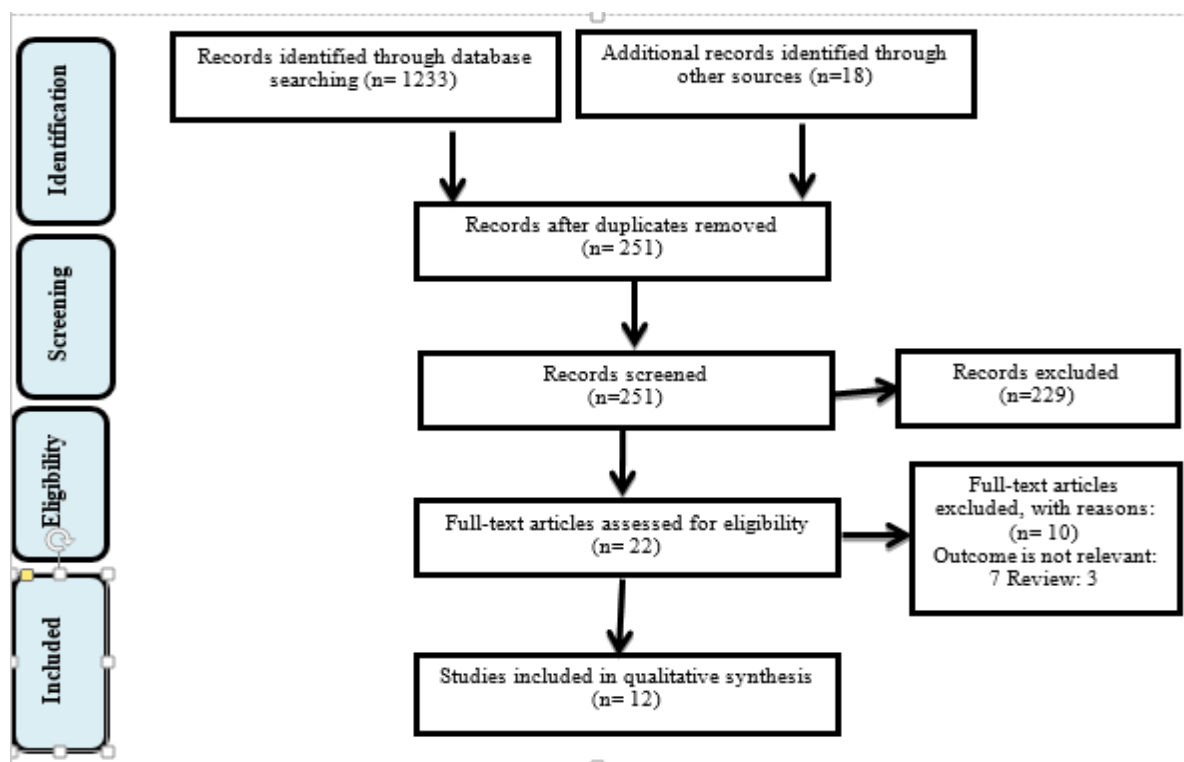 Identification
Records identified through database
searching (n= 1233)
Additional records identified through
other sources (n=18)
Records after duplicates removed
(n= 251)
Screening
Records screened
(n=251)
Records excluded
(n=229)
Eligibility
Full-text articles assessed for eligibility
(n= 22)
Full-text articles
excluded, with reasons:
(n= 10)
Outcome is not relevant:
7 Review: 3
Included
Studies included in qualitative synthesis
(n= 12)